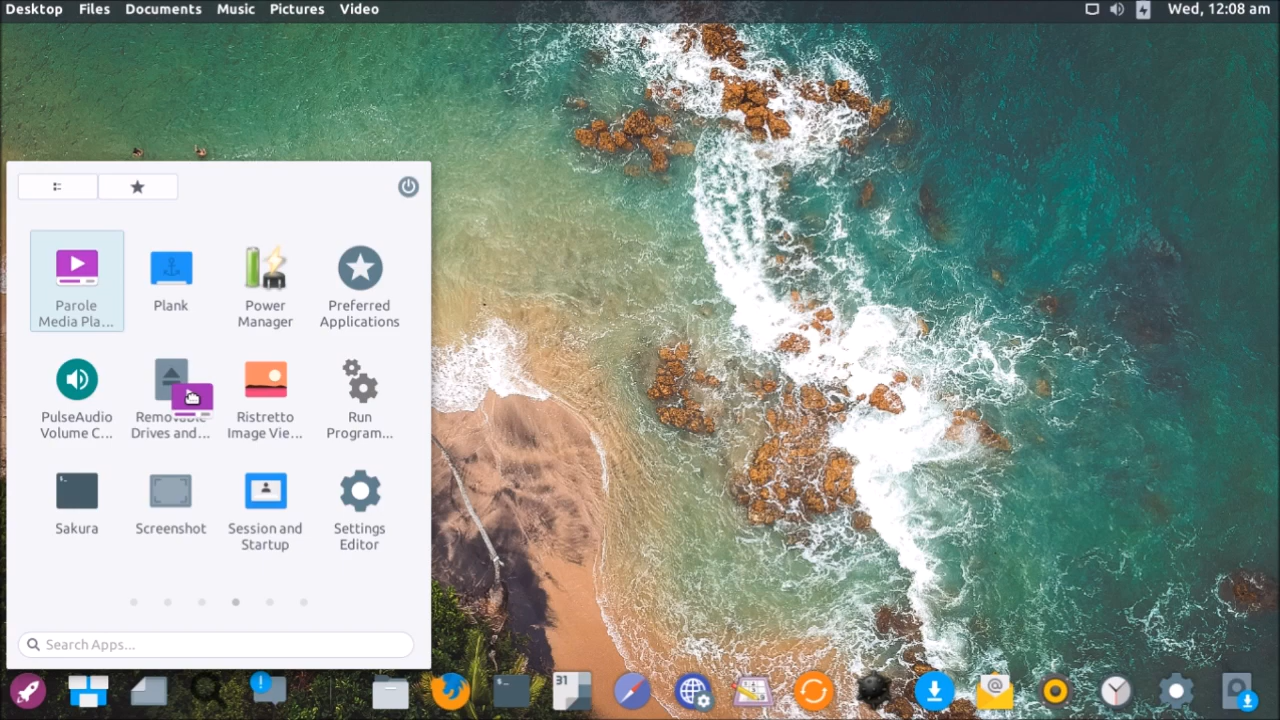 Desktop Files Documents Music Pictures Video Wed, 12:08 am
Parole
Media Pla...
Plank
Power
Manager
Preferred
Applications
PulseAudio
Volume C...
Removable
Drives and...
Ristretto
Image Vie...
Run
Program...
Sakura
Screenshot
Session and
Startup
Settings
Editor
Search Apps...
31